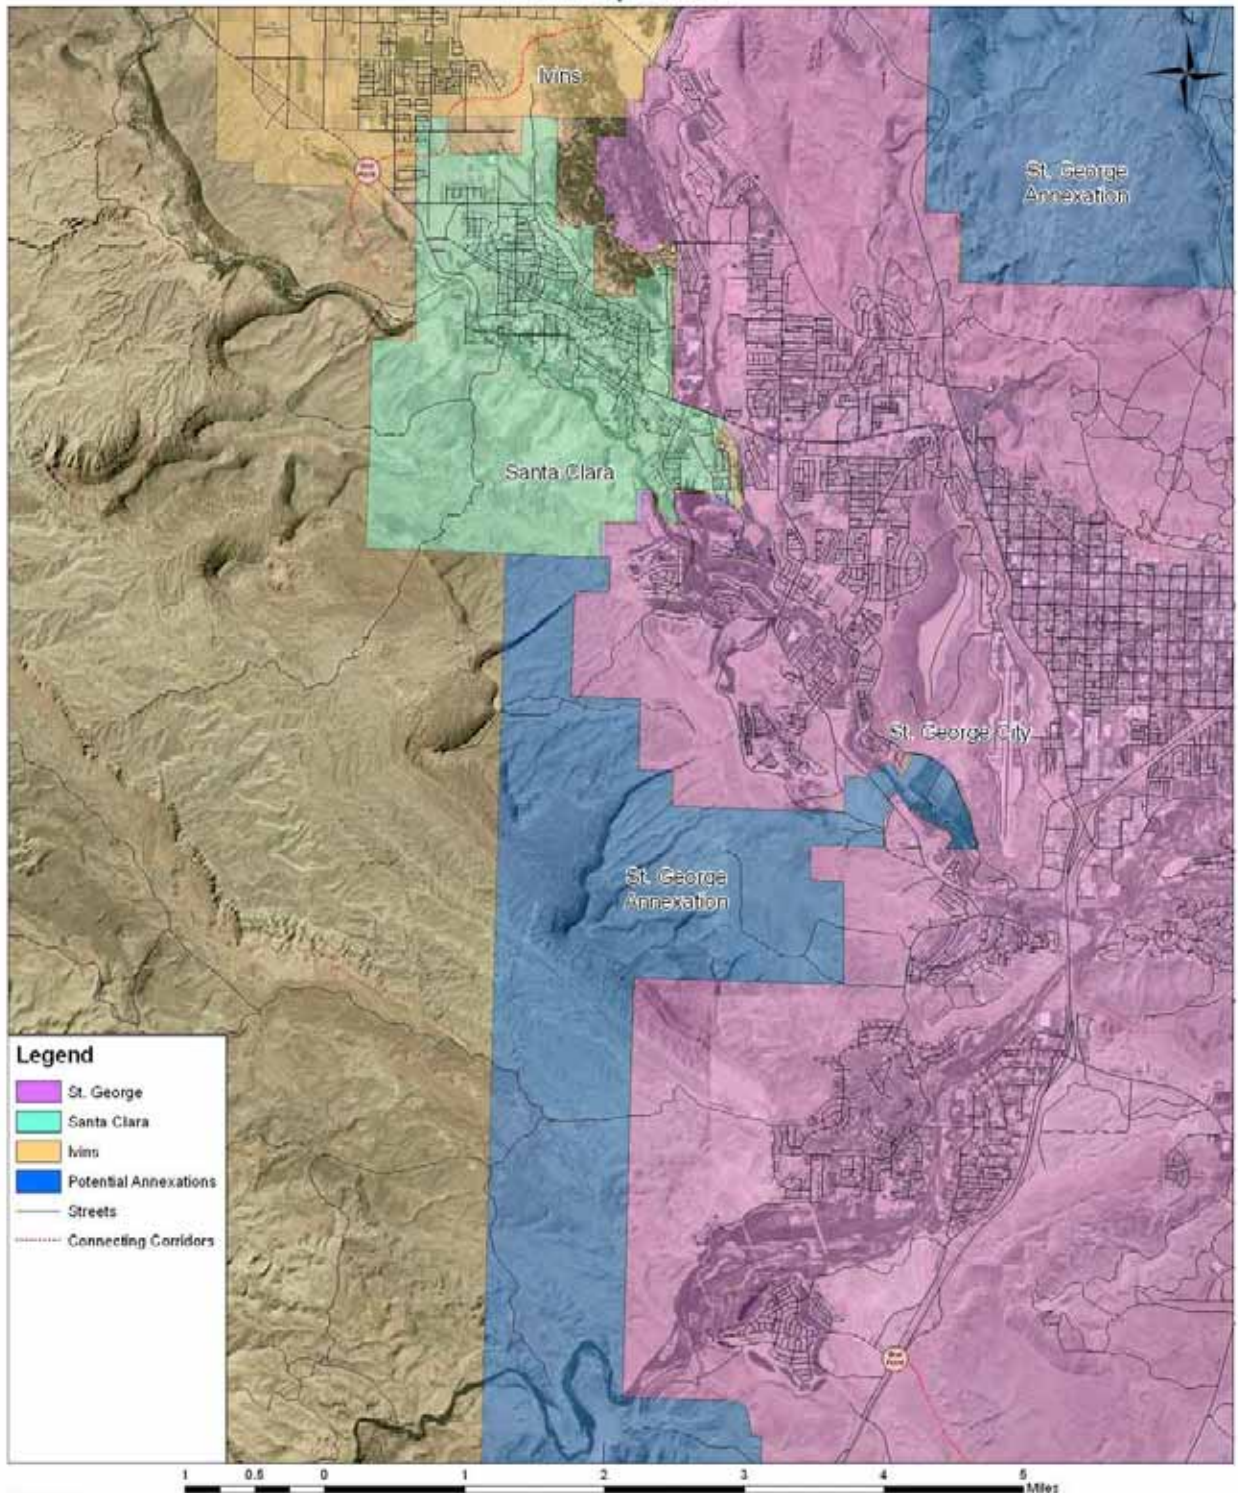 Ivins
St. George
Annexation
Santa Clara
St. George City
St. George
Annexation
Legend
St. George
Santa Clara
Ivins
Potential Annexations
Streets
Connecting Corridors
1 0.5 0 1 2 3 4 5
Miles